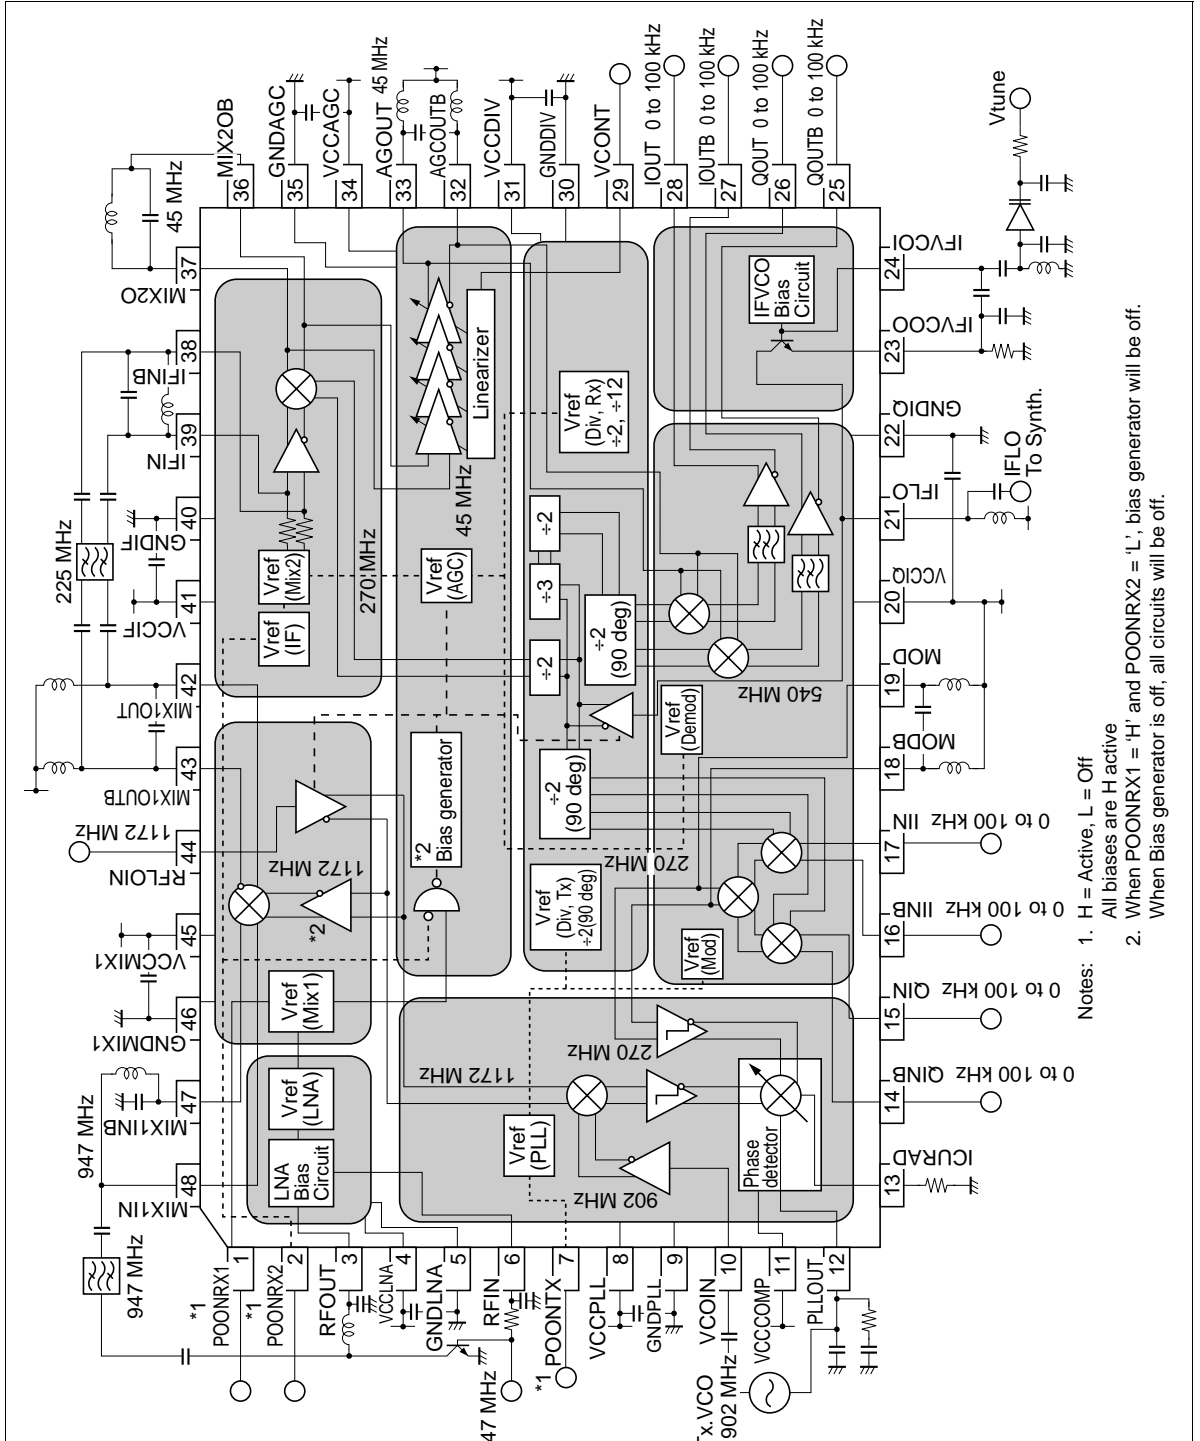 MIX2OB
GNDAGC
VCCAGC
AGOUT 45 MHz
AGCOUTB
VCCDIV
GNDDIV
VCONT
IOUT 0 to 100 kHz
IOUTB 0 to 100 kHz
QOUT 0 to 100 kHz
QOUTB 0 to 100 kHz
36
35
34
33
32
31
30
29
28
27
26
25
45 MHz
37
MIX2O
38
IFINB
39
IFIN
225 MHz
40
GNDIF
41
VCCIF
42
MIX1OUT
43
MIX1OUTB
1172 MHz
44
RFLOIN
45
VCCMIX1
46
GNDMIX1
47
MIX1INB
947 MHz
48
MIX1IN
947 MHz
Vtune
24
IFVCOI
23
IFVCOO
22
GNDIQ
21
IFLO
IFLO
To Synth.
20
VCCIQ
19
MOD
18
MODB
17
IIN 0 to 100 kHz
16
IINB 0 to 100 kHz
15
QIN 0 to 100 kHz
14
QINB 0 to 100 kHz
13
ICURAD
Linearizer
45 MHz
Vref
(Mix2)
Vref
(IF)
270 MHz
Vref
(AGC)
*2
Bias generator
1172 MHz
*2
Vref
(Mix1)
Vref
(LNA)
LNA
Bias
Circuit
Vref
(Div, Rx)
÷2, ÷12
÷2
÷3
÷2
÷2
(90 deg)
÷2
(90 deg)
Vref
(Demod)
Vref
(Div, Tx)
÷2(90 deg)
270 MHz
IFVCO
Bias
Circuit
540 MHz
Vref
(Mod)
1172 MHz
270 MHz
Vref
(PLL)
902 MHz
Phase
detector
1
2
3
4
5
6
7
8
9
10
11
12
*1
POONRX1
*1
POONRX2
RFOUT
VCCLNA
GNDLNA
RFIN
47 MHz
*1 POONTX
VCCPLL
GNDPLL
VCOIN
VCCCOMP
PLLOUT
x.VCO
902 MHz
Notes: 1. H = Active, L = Off
All biases are H active
2. When POONRX1 = 'H' and POONRX2 = 'L', bias generator will be off.
When Bias generator is off, all circuits will be off.